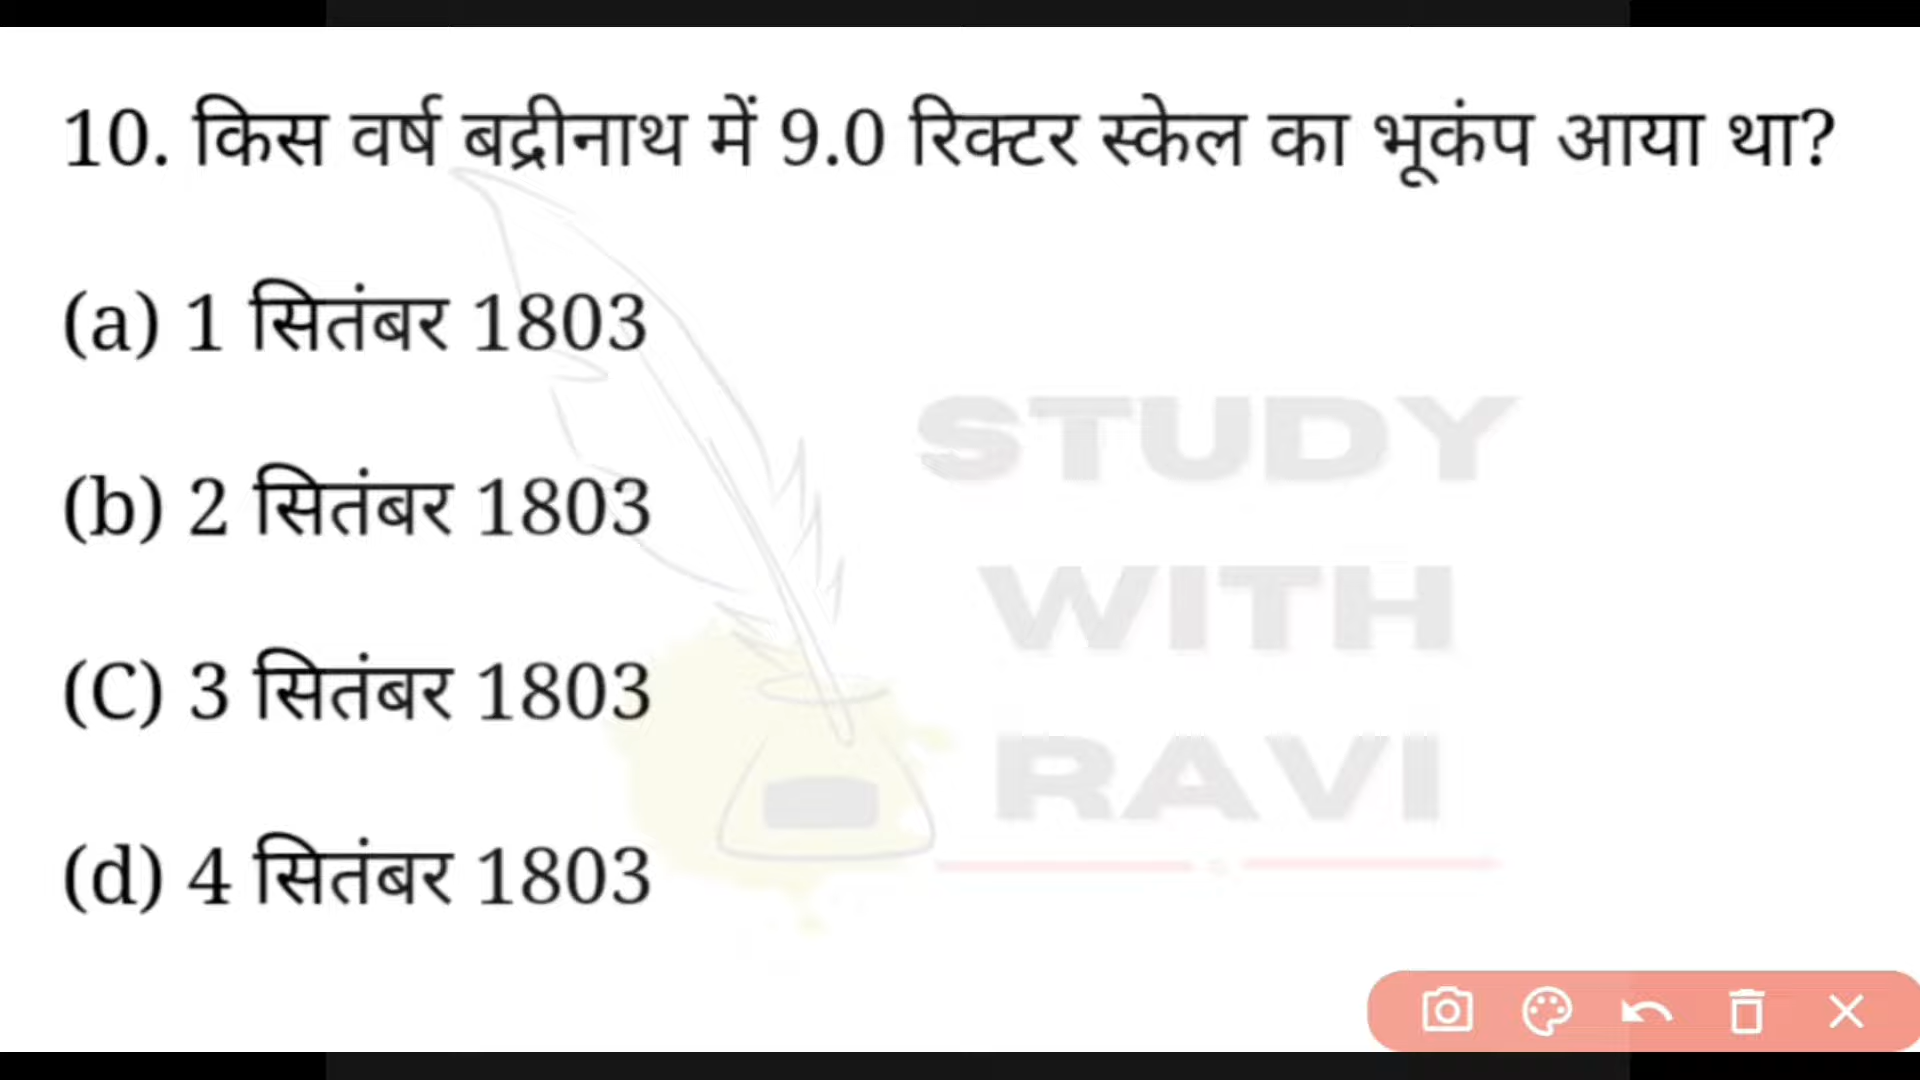 10. किस वर्ष बद्रीनाथ में 9.0 रिक्टर स्केल का भूकंप आया था?
(a) 1 सितंबर 1803
(b) 2 सितंबर 1803
(C) 3 सितंबर 1803
(d) 4 सितंबर 1803
STUDY
WITH
RAVI